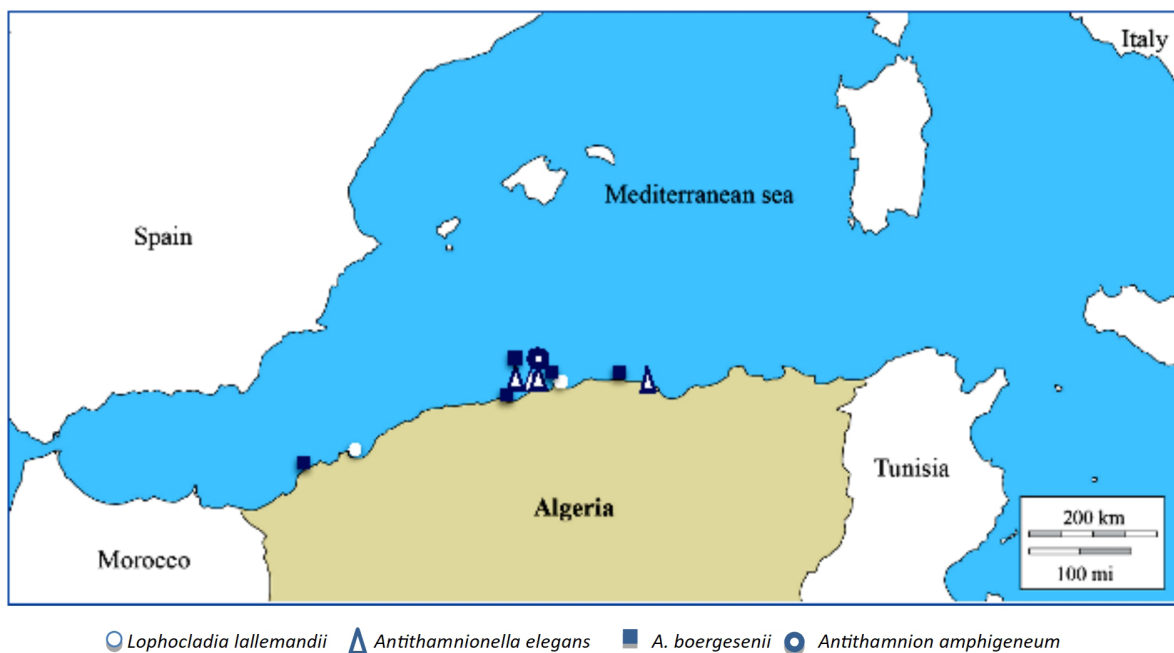 Italy
Mediterranean sea
Spain
Tunisia
Algeria
200 km
Morocco
100 mi
Lophocladia lallemandii Antithamnionella elegans A. boergesenii Antithamnion amphigeneum